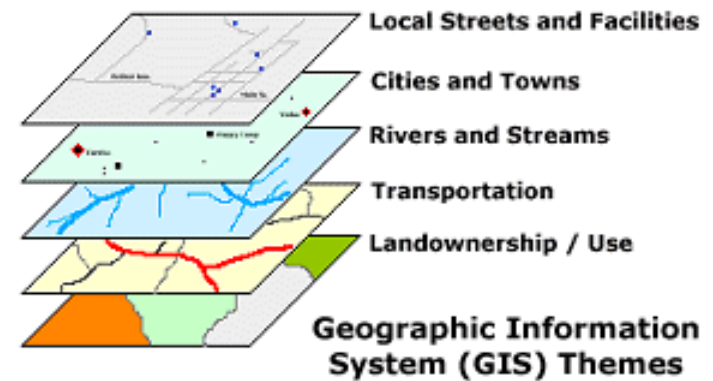 Local Streets and Facilities
Cities and Towns
Rivers and Streams
Transportation
Landownership / Use
Geographic Information
System (GIS) Themes